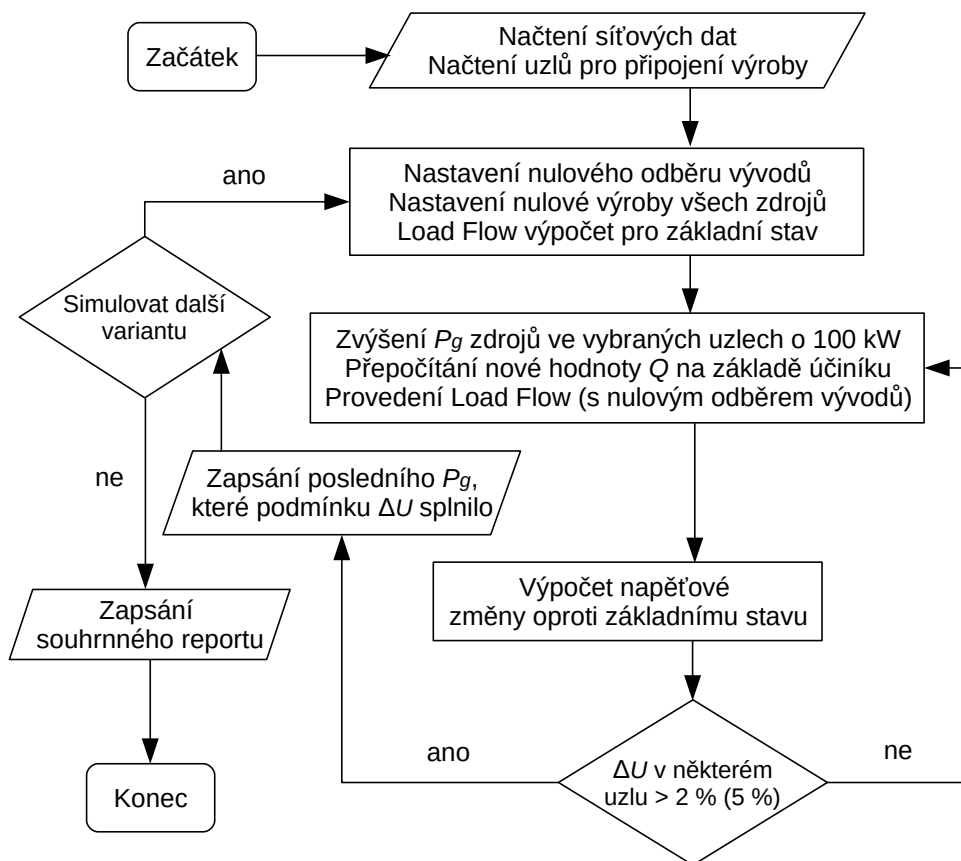 Začátek
Načtení síťových dat
Načtení uzlů pro připojení výroby
ano
Nastavení nulového odběru vývodů
Nastavení nulové výroby všech zdrojů
Load Flow výpočet pro základní stav
Simulovat další
variantu
Zvýšení Pg zdrojů ve vybraných uzlech o 100 kW
Přepočítání nové hodnoty Q na základě účiníku
Provedení Load Flow (s nulovým odběrem vývodů)
ne
Zapsání posledního Pg,
které podmínku ΔU splnilo
Výpočet napěťové
změny oproti základnímu stavu
Zapsání
souhrnného reportu
ano
ne
ΔU v některém
uzlu > 2 % (5 %)
Konec